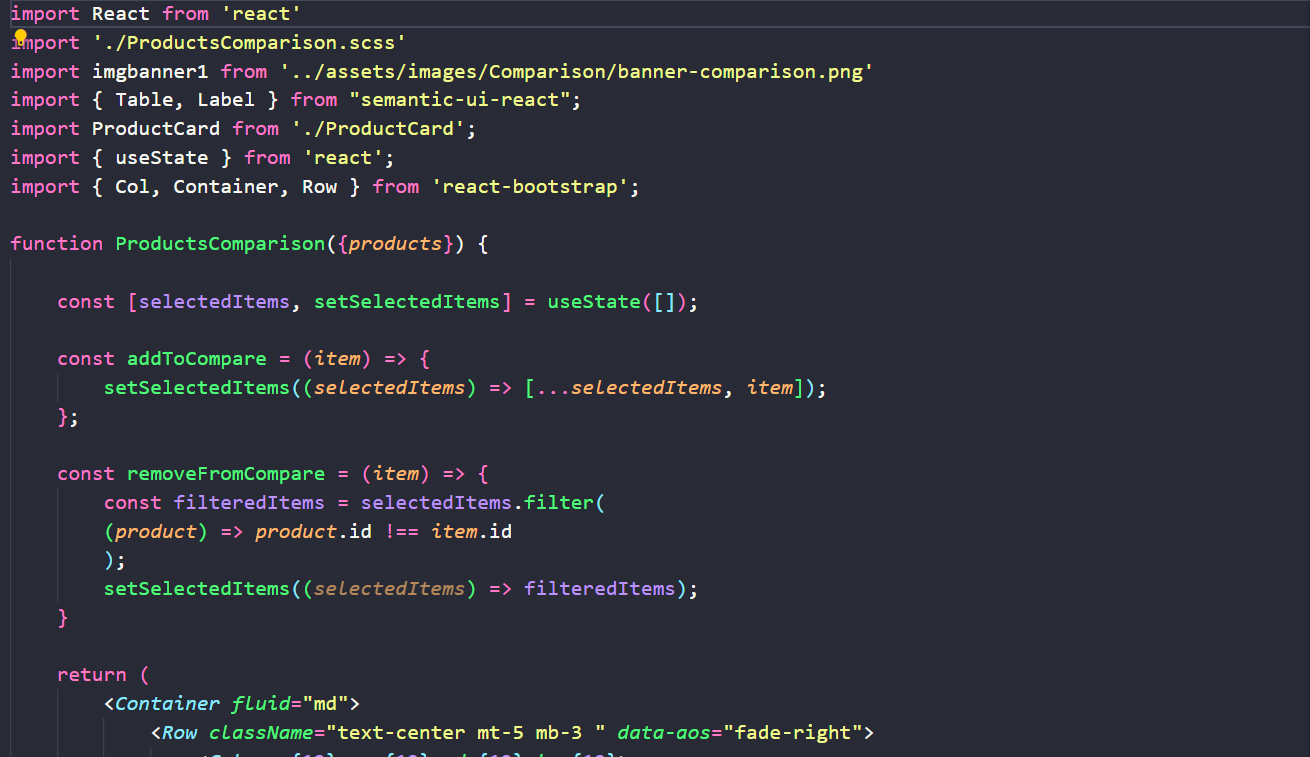 import React from 'react'
import './ProductsComparison.scss'
import imgbanner1 from '../assets/images/Comparison/banner-comparison.png'
import { Table, Label } from "semantic-ui-react";
import ProductCard from './ProductCard';
import { useState } from 'react';
import { Col, Container, Row } from 'react-bootstrap';
function ProductsComparison({products}) {
const [selectedItems, setSelectedItems] = useState([]);
const addToCompare = (item) => {
setSelectedItems((selectedItems) => [...selectedItems, item]);
};
const removeFromCompare = (item) => {
const filteredItems = selectedItems.filter(
(product) => product.id !== item.id
);
setSelectedItems((selectedItems) => filteredItems);
}
return (
<Container fluid="md">
<Row className="text-center mt-5 mb-3 " data-aos="fade-right">